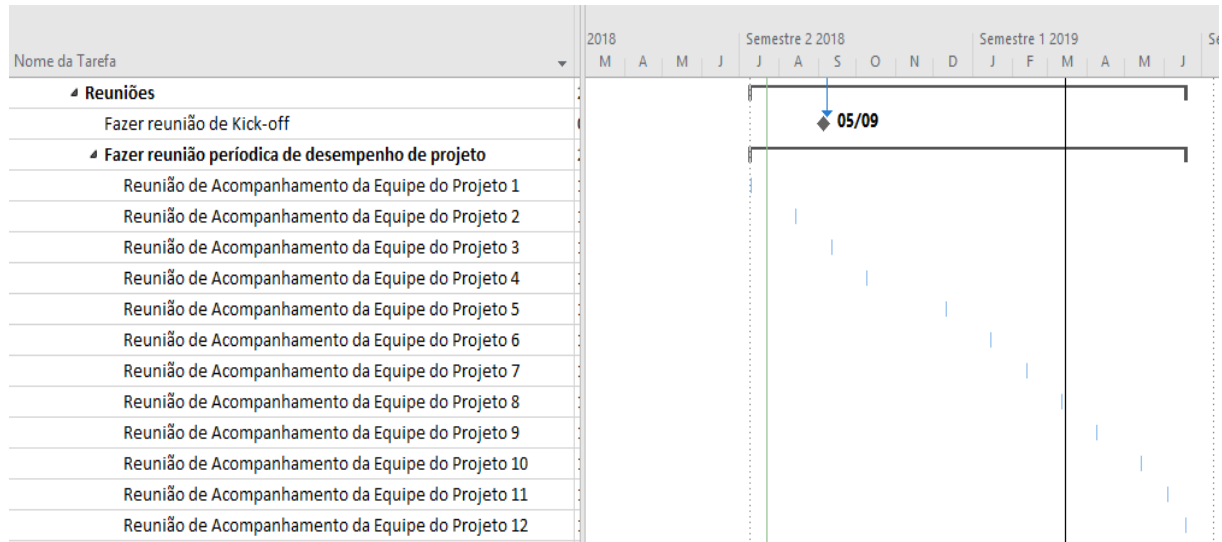 2018 Semestre 2 2018 Semestre 1 2019 Se
Nome da Tarefa M A M J J A S O N D J F M A M J
Reuniões
Fazer reunião de Kick-off 05/09
Fazer reunião períodica de desempenho de projeto
Reunião de Acompanhamento da Equipe do Projeto 1
Reunião de Acompanhamento da Equipe do Projeto 2
Reunião de Acompanhamento da Equipe do Projeto 3
Reunião de Acompanhamento da Equipe do Projeto 4
Reunião de Acompanhamento da Equipe do Projeto 5
Reunião de Acompanhamento da Equipe do Projeto 6
Reunião de Acompanhamento da Equipe do Projeto 7
Reunião de Acompanhamento da Equipe do Projeto 8
Reunião de Acompanhamento da Equipe do Projeto 9
Reunião de Acompanhamento da Equipe do Projeto 10
Reunião de Acompanhamento da Equipe do Projeto 11
Reunião de Acompanhamento da Equipe do Projeto 12